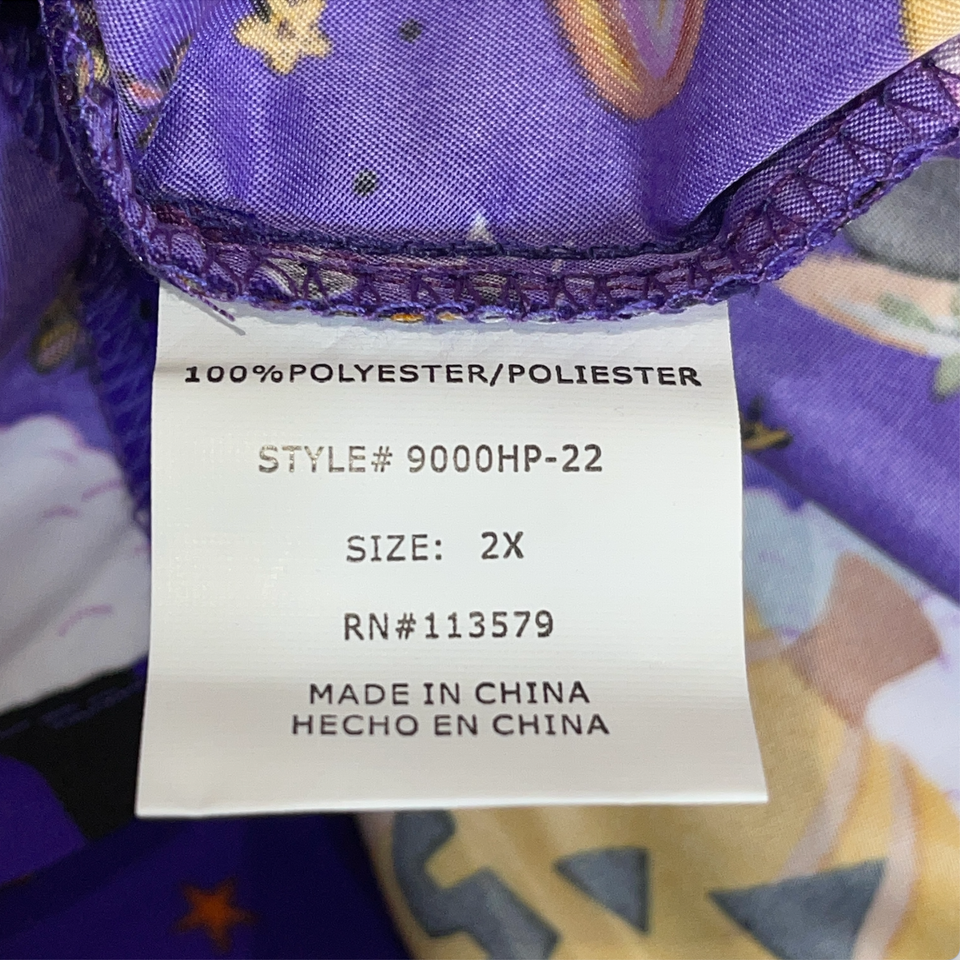 100%POLYESTER/POLIESTER
STYLE# 9000HP-22
SIZE: 2X
RN#113579
MADE IN CHINA
HECHO EN CHINA